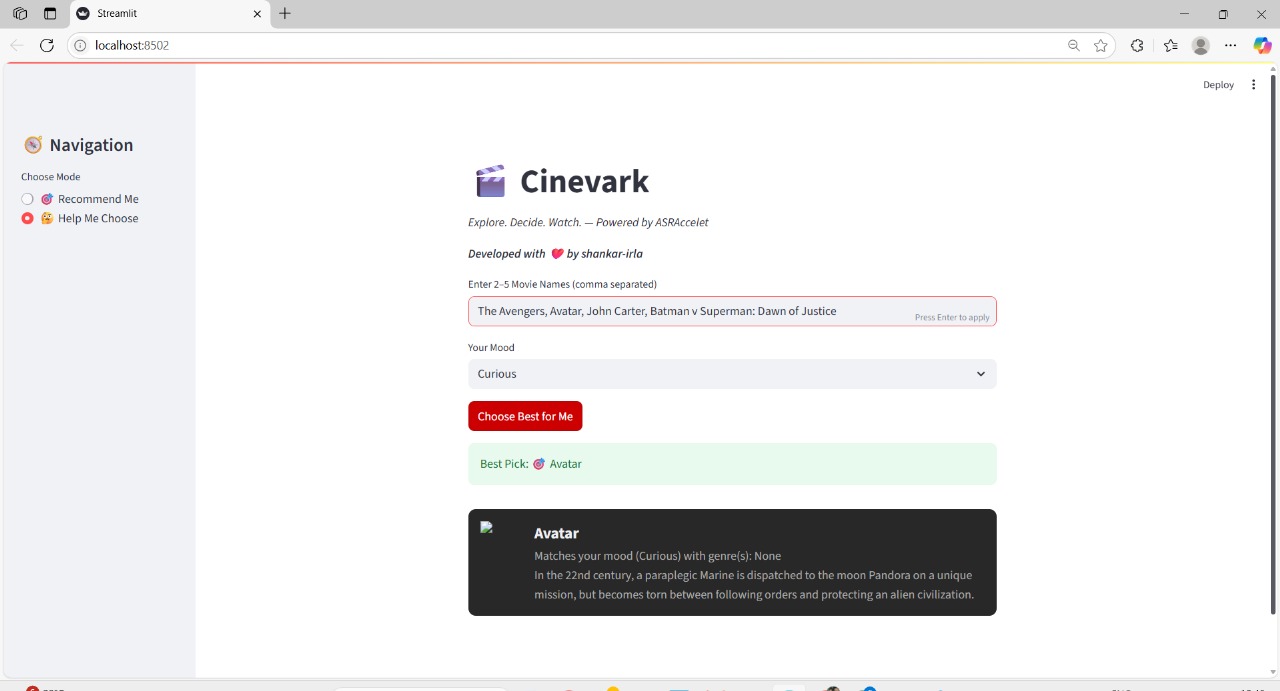 Streamlit
localhost:8502
Deploy
Navigation
Choose Mode
Recommend Me
Help Me Choose
Cinevark
Explore. Decide. Watch. — Powered by ASRAccelet
Developed with ❤️ by shankar-irla
Enter 2–5 Movie Names (comma separated)
The Avengers, Avatar, John Carter, Batman v Superman: Dawn of Justice
Press Enter to apply
Your Mood
Curious
Choose Best for Me
Best Pick: 🎯 Avatar
Avatar
Matches your mood (Curious) with genre(s): None
In the 22nd century, a paraplegic Marine is dispatched to the moon Pandora on a unique
mission, but becomes torn between following orders and protecting an alien civilization.